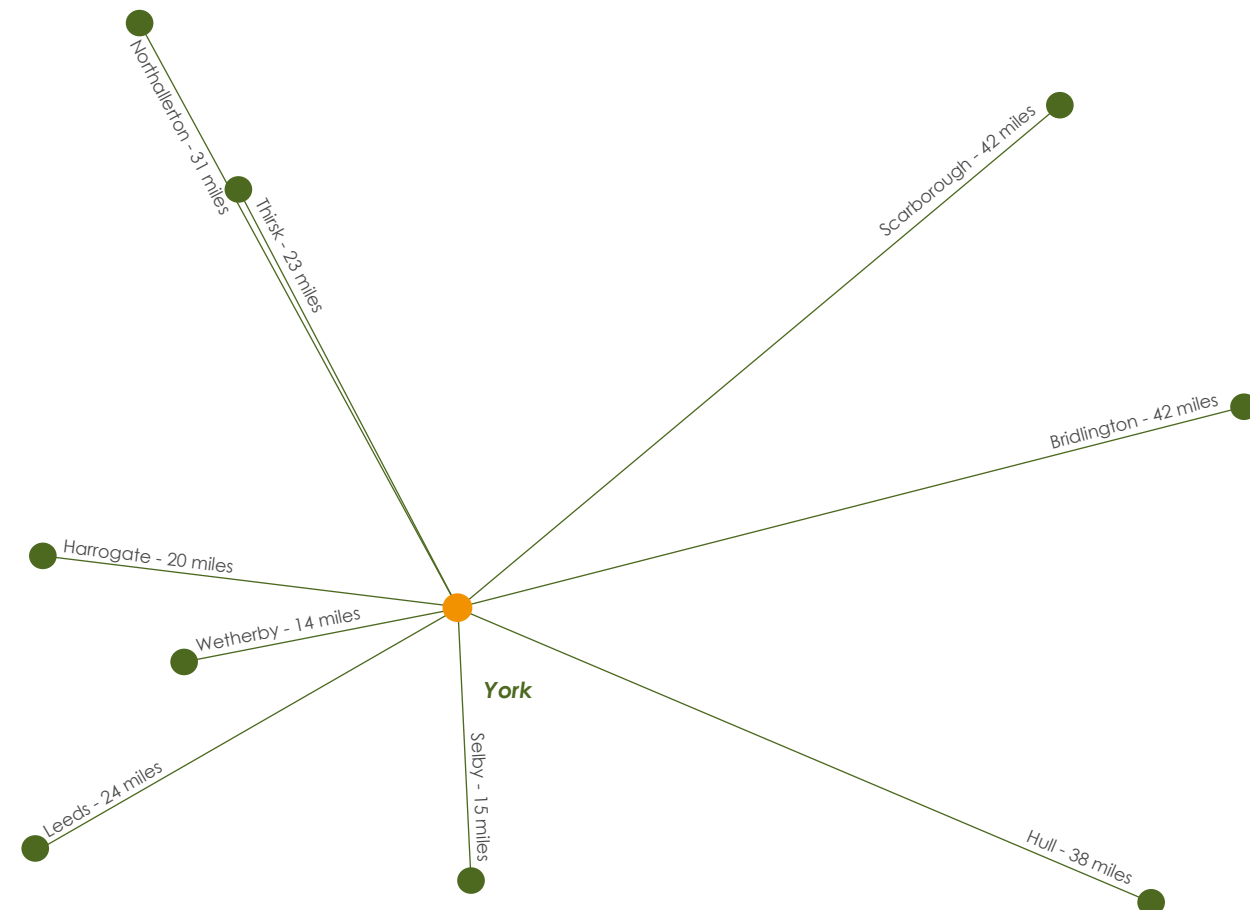 Northallerton - 31 miles
Thirsk - 23 miles
Scarborough - 42 miles
Bridlington - 42 miles
Harrogate - 20 miles
Wetherby - 14 miles
York
Selby - 15 miles
Leeds - 24 miles
Hull - 38 miles